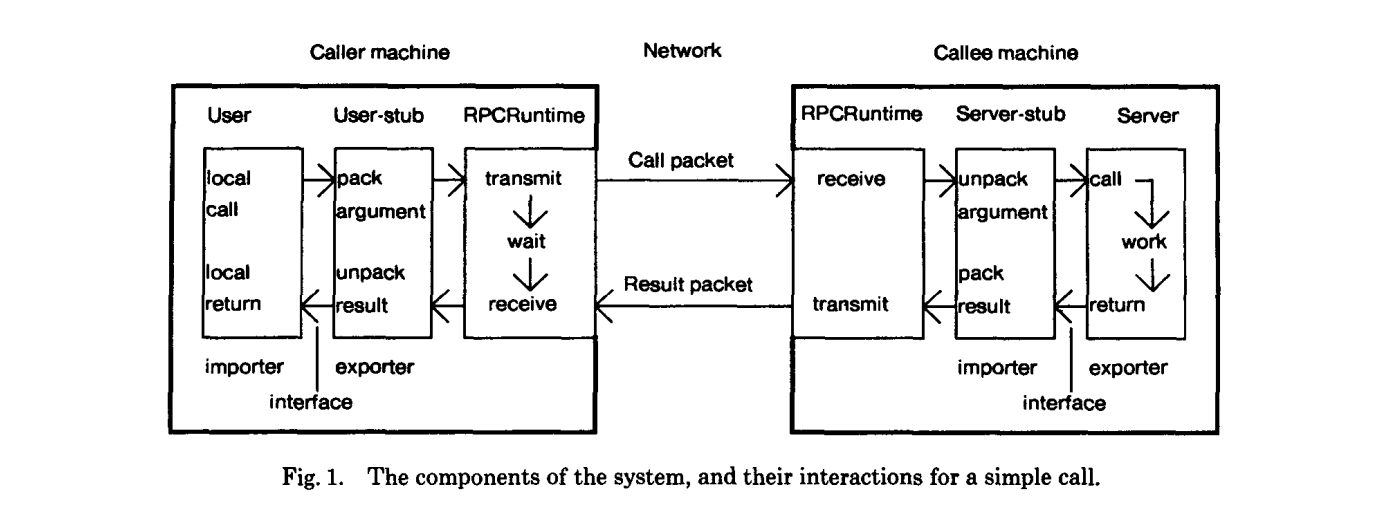 Caller machine Network Callee machine
User User-stub RPCRuntime RPCRuntime Server-stub Server
Call packet
local pack transmit receive unpack call
call argument argument
wait work
local unpack pack
Result packet
return result receive transmit result return
importer exporter importer exporter
interface interface
Fig. 1. The components of the system, and their interactions for a simple call.